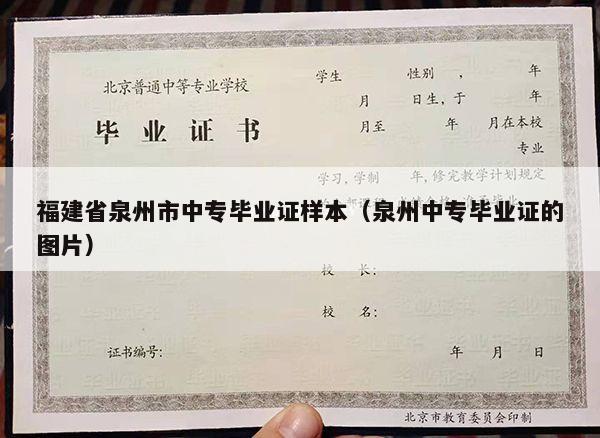 北京普通中等专业学校
毕业证书
学生 性别 , 年
月 日生,于 年
月至 年 月在本校
专业
学习,学制 年,修完教学计划规定
福建省泉州市中专毕业证样本（泉州中专毕业证的
图片）
校 长:
校 名:
证书编号:
年 月 日
北京市教育委员会印制